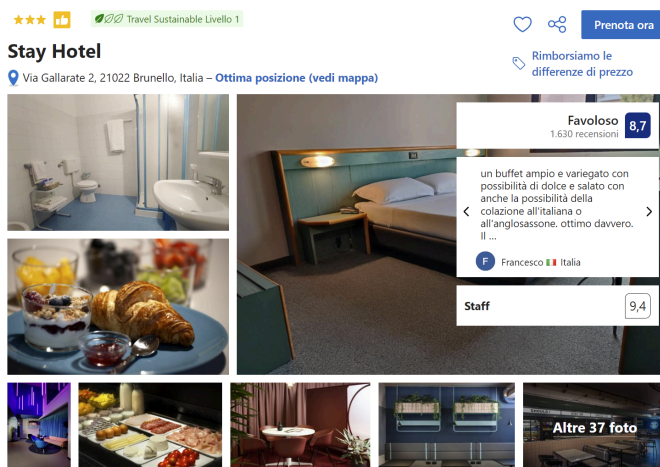 Travel Sustainable Livello 1
Prenota ora
Stay Hotel
Rimborsiamo le
differenze di prezzo
Via Gallarate 2, 21022 Brunello, Italia – Ottima posizione (vedi mappa)
Favoloso
8,7
1.630 recensioni
un buffet ampio e variegato con
possibilità di dolce e salato con
anche la possibilità della
colazione all'italiana o
all'anglosassone. ottimo davvero.
Il ...
F
Francesco Italia
Staff
9,4
Altre 37 foto